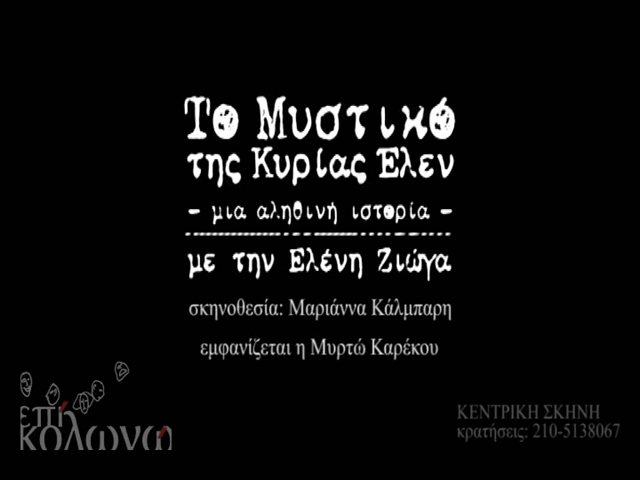 Το Μυστικό
της Κυρίας Ελεν
- μια αληθινή ιστορία -
με την Ελένη Ζιώγα
σκηνοθεσία: Μαριάννα Κάλμπαρη
εμφανίζεται η Μυρτώ Καρέκου
επί
κολωνώ
ΚΕΝΤΡΙΚΗ ΣΚΗΝΗ
κρατήσεις: 210-5138067